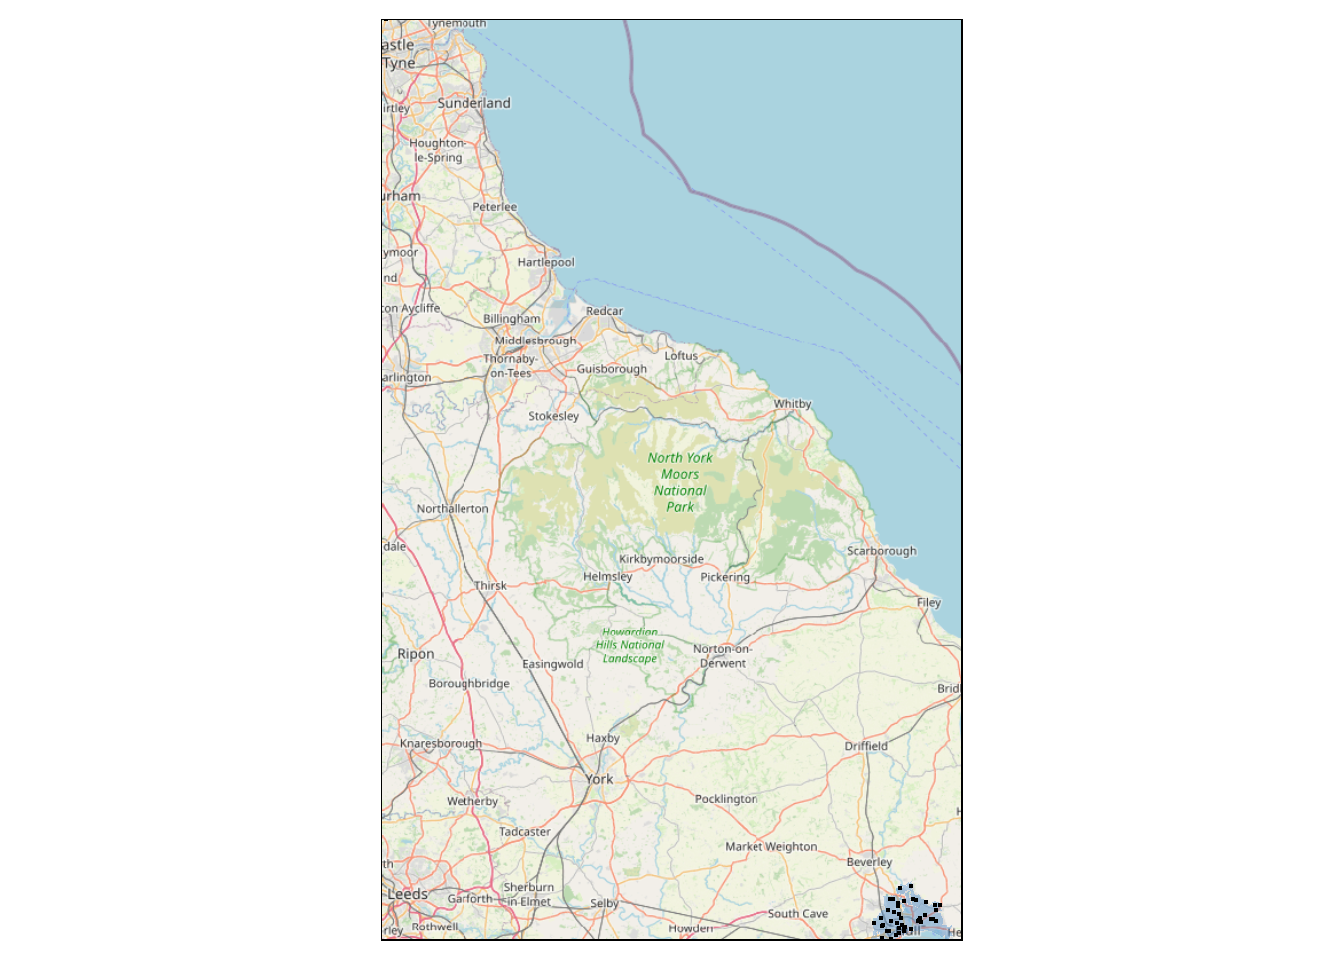 Tynemouth
astle
Tyne
Sunderland
irtley
Houghton-
le-Spring
urham
Peterlee
ymoor
Hartlepool
nd
ton Aycliffe
Redcar
Billingham
Middlesbrough
Loftus
Thornaby-
on-Tees
Guisborough
arlington
Whitby
Stokesley
North York
Moors
National
Park
Northallerton
dale
Scarborough
Kirkbymoorside
Helmsley
Pickering
Thirsk
Filey
Howardian
Hills National
Landscape
Ripon
Norton-on-
Derwent
Easingwold
Boroughbridge
Brid
Haxby
Knaresborough
Driffield
York
Wetherby
Pocklington
H
Tadcaster
Market Weighton
th
Beverley
Leeds
Garforth
Sherburn
-in-Elmet
Selby
South Cave
rley
Rothwell
Howden
He